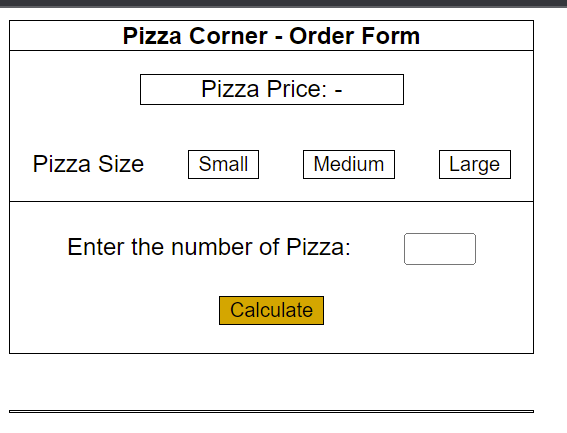 Pizza Corner - Order Form
Pizza Price: -
Pizza Size Small Medium Large
Enter the number of Pizza:
Calculate